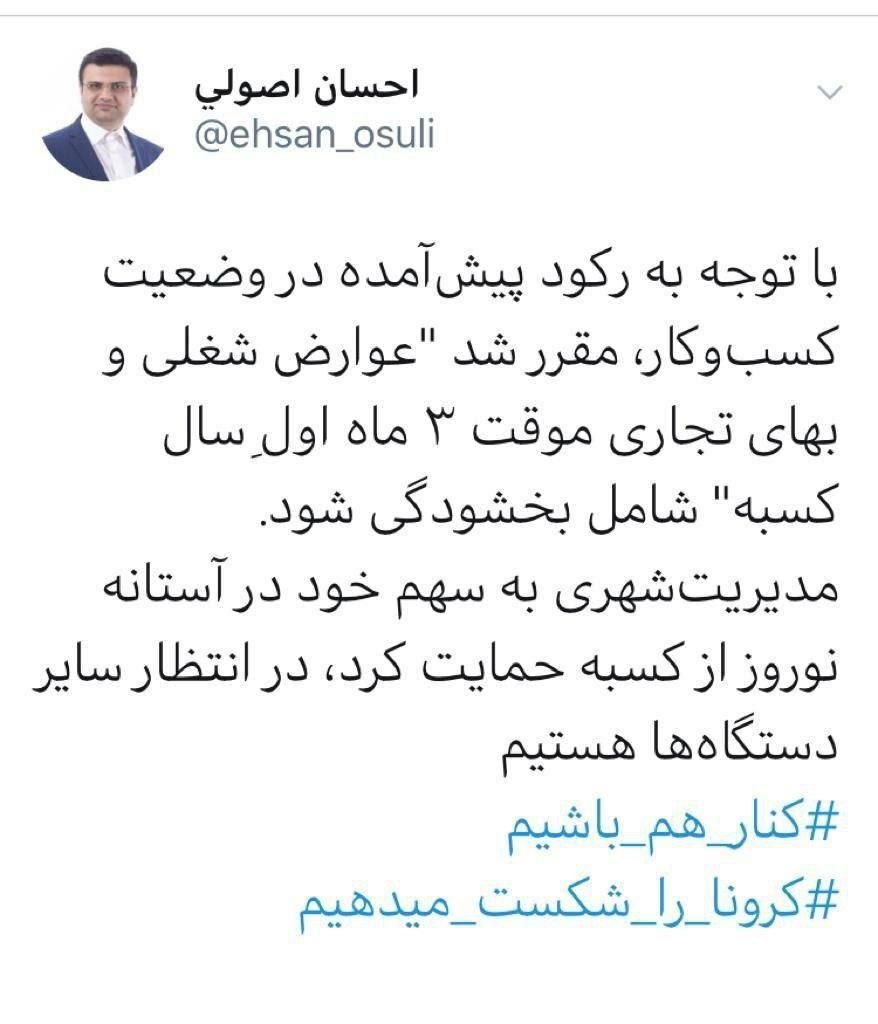 احسان اصولي
@ehsan_osuli
با توجه به رکود پیش‌آمده در وضعیت
کسب‌وکار، مقرر شد "عوارض شغلی و
بهای تجاری موقت ۳ ماه اولِ سال
کسبه" شامل بخشودگی شود.
مدیریت‌شهری به سهم خود در آستانه
نوروز از کسبه حمایت کرد، در انتظار سایر
دستگاه‌ها هستیم
#کنار_هم_باشیم
#کرونا_را_شکست_میدهیم